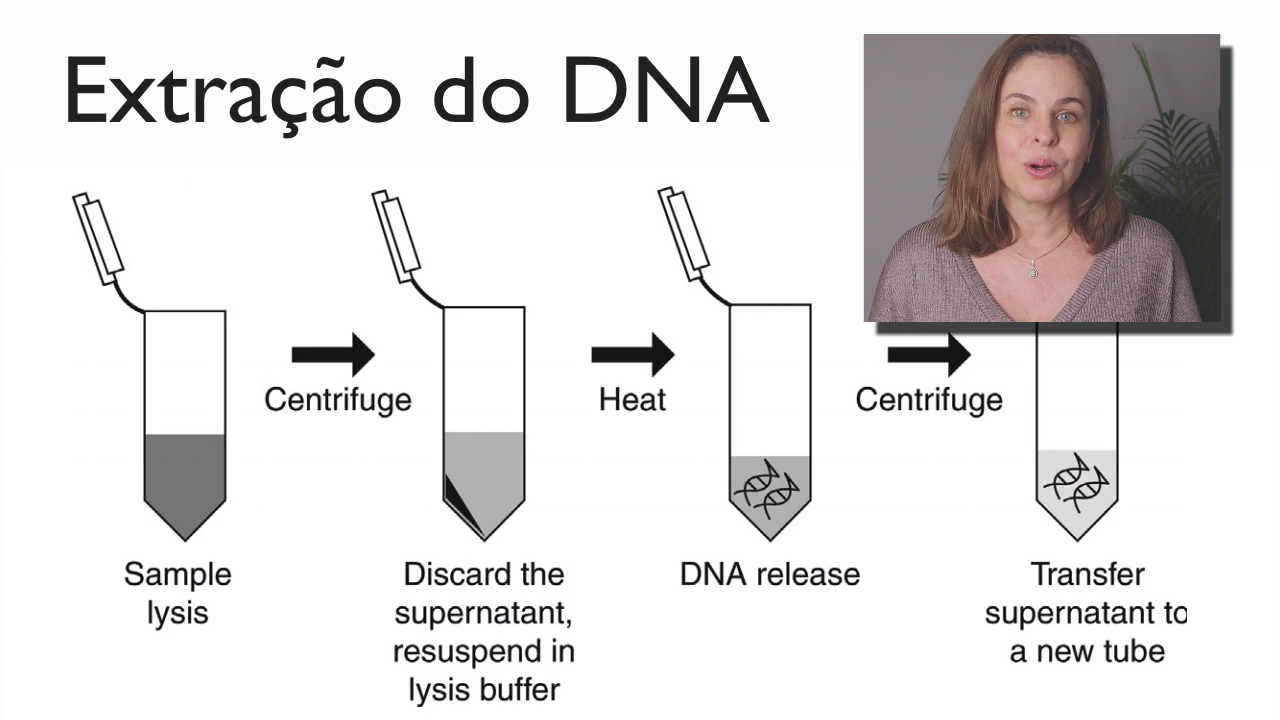 Extração do DNA
Centrifuge
Heat
Centrifuge
Sample
lysis
Discard the
supernatant,
resuspend in
lysis buffer
DNA release
Transfer
supernatant to
a new tube